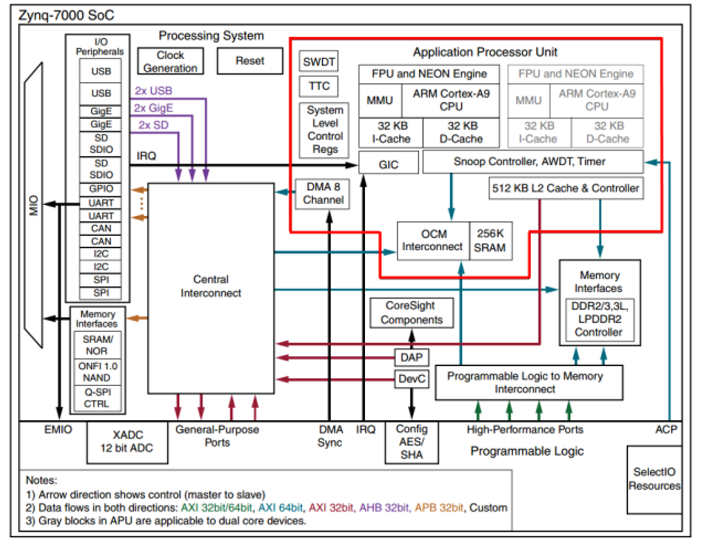 Zynq-7000 SoC
I/O
Peripherals
USB
USB
GigE
GigE
SD
SDIO
SD
SDIO
GPIO
UART
UART
CAN
CAN
I2C
I2C
SPI
SPI
MIO
Memory
Interfaces
SRAM/
NOR
ONFI 1.0
NAND
Q-SPI
CTRL
Processing System
Clock
Generation
Reset
2x USB
2x GigE
2x SD
IRQ
Central
Interconnect
SWDT
TTC
System
Level
Control
Regs
DMA 8
Channel
Application Processor Unit
FPU and NEON Engine
MMU
ARM Cortex-A9
CPU
32 KB
I-Cache
32 KB
D-Cache
FPU and NEON Engine
MMU
ARM Cortex-A9
CPU
32 KB
I-Cache
32 KB
D-Cache
GIC
Snoop Controller, AWDT, Timer
512 KB L2 Cache & Controller
OCM
Interconnect
256K
SRAM
Memory
Interfaces
DDR2/3,3L,
LPDDR2
Controller
CoreSight
Components
DAP
DevC
Programmable Logic to Memory
Interconnect
EMIO
XADC
12 bit ADC
General-Purpose
Ports
DMA
Sync
IRQ
Config
AES/
SHA
High-Performance Ports
ACP
Programmable Logic
SelectIO
Resources
Notes:
1) Arrow direction shows control (master to slave)
2) Data flows in both directions: AXI 32bit/64bit, AXI 64bit, AXI 32bit, AHB 32bit, APB 32bit, Custom
3) Gray blocks in APU are applicable to dual core devices.